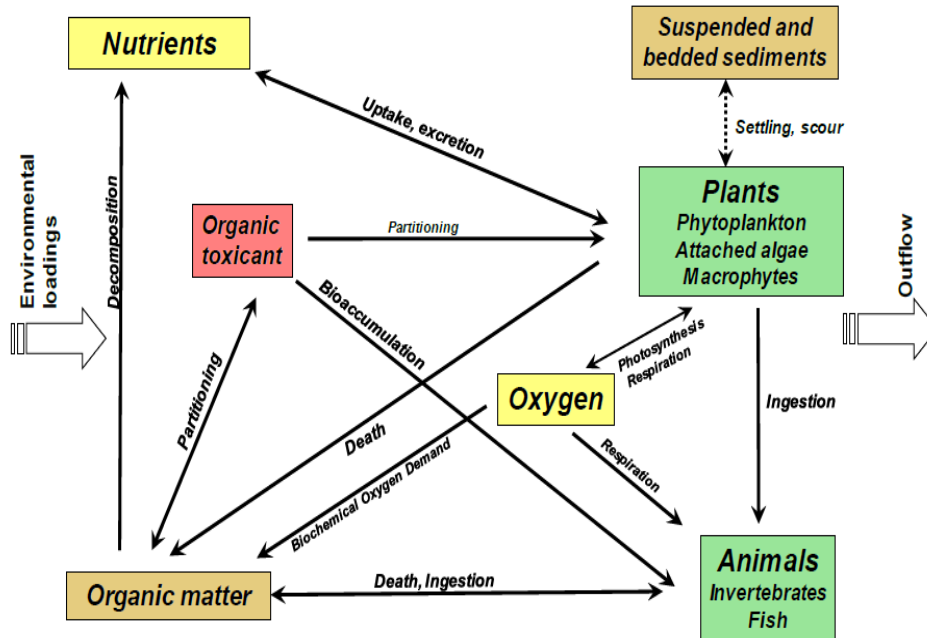 Nutrients
Suspended and
bedded sediments
Uptake, excretion
Settling, scour
Plants
Phytoplankton
Attached algae
Macrophytes
Organic
toxicant
Partitioning
Environmental
loadings
Decomposition
Outflow
Bioaccumulation
Photosynthesis
Respiration
Partitioning
Oxygen
Ingestion
Death
Biochemical Oxygen Demand
Respiration
Organic matter
Death, Ingestion
Animals
Invertebrates
Fish